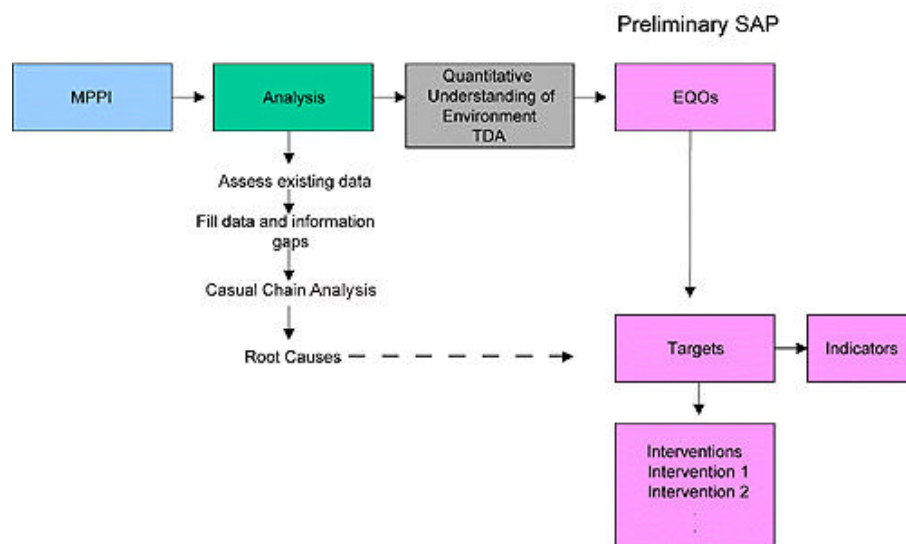 Preliminary SAP
MPPI
Analysis
Quantitative
Understanding of
Environment
TDA
EQOs
Assess existing data
Fill data and information
gaps
Casual Chain Analysis
Root Causes
Targets
Indicators
Interventions
Intervention 1
Intervention 2
.
.